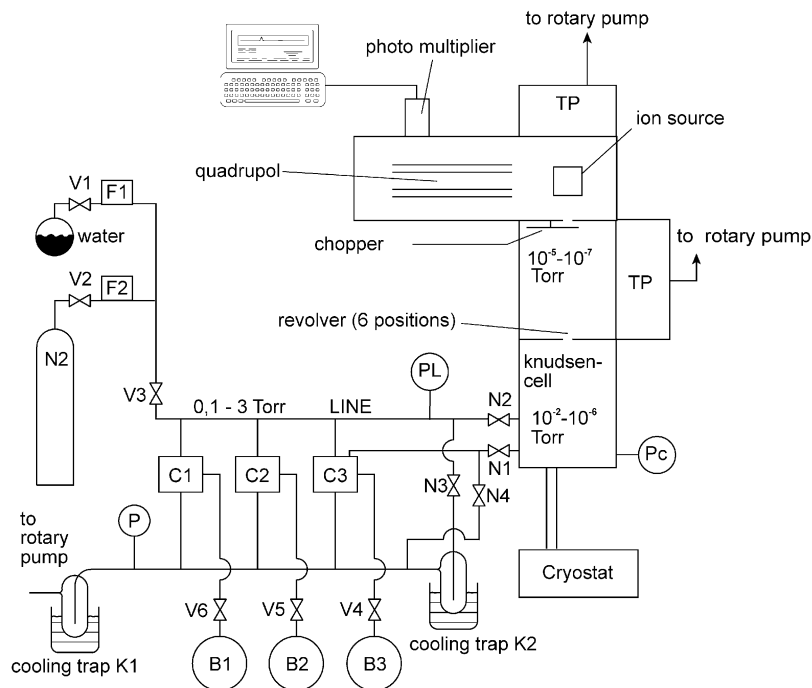 to rotary pump
photo multiplier
TP
ion source
quadrupol
V1
F1
water
chopper
to rotary pump
10⁻⁵-10⁻⁷
Torr
TP
V2
F2
revolver (6 positions)
N2
knudsen-
cell
PL
V3
0,1 - 3 Torr
LINE
N2
10⁻²-10⁻⁶
Torr
N1
Pc
C1
C2
C3
N3
N4
to
rotary
pump
P
Cryostat
V6
V5
V4
cooling trap K2
B1
B2
B3
cooling trap K1